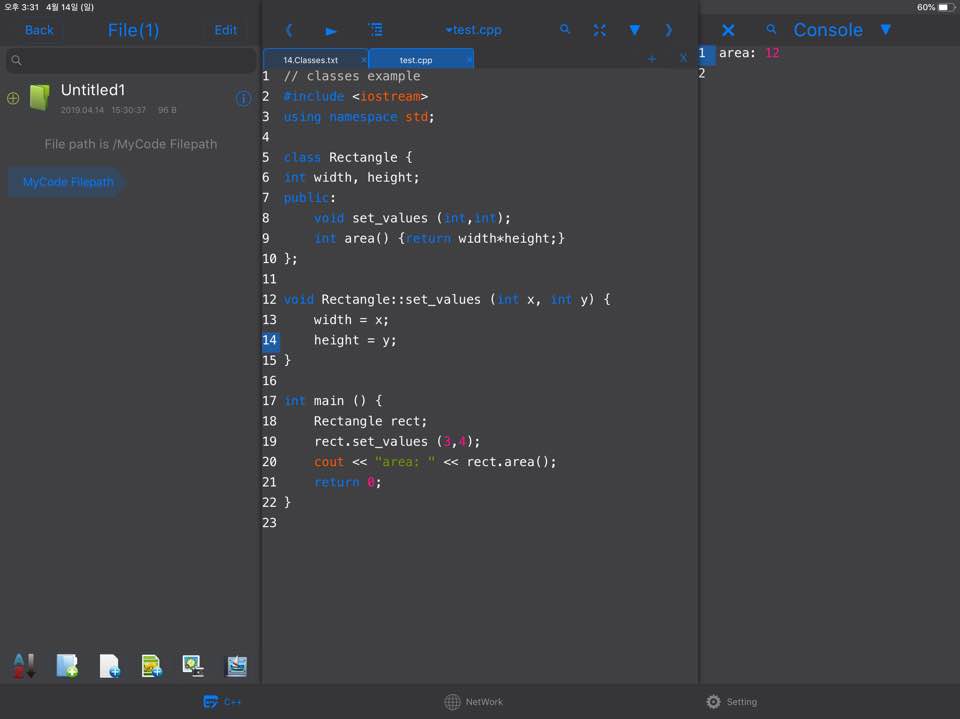 오후 3:31 4월 14일 (일)
60%
Back
File(1)
Edit
Untitled1
2019.04.14 15:30:37 96 B
File path is /MyCode Filepath
MyCode Filepath
test.cpp
14.Classes.txt
×
test.cpp
×
+
X
1 // classes example
2 #include <iostream>
3 using namespace std;
4
5 class Rectangle {
6 int width, height;
7 public:
8 void set_values (int,int);
9 int area() {return width*height;}
10 };
11
12 void Rectangle::set_values (int x, int y) {
13 width = x;
14 height = y;
15 }
16
17 int main () {
18 Rectangle rect;
19 rect.set_values (3,4);
20 cout << "area: " << rect.area();
21 return 0;
22 }
23
Console
1 area: 12
2
C++
NetWork
Setting